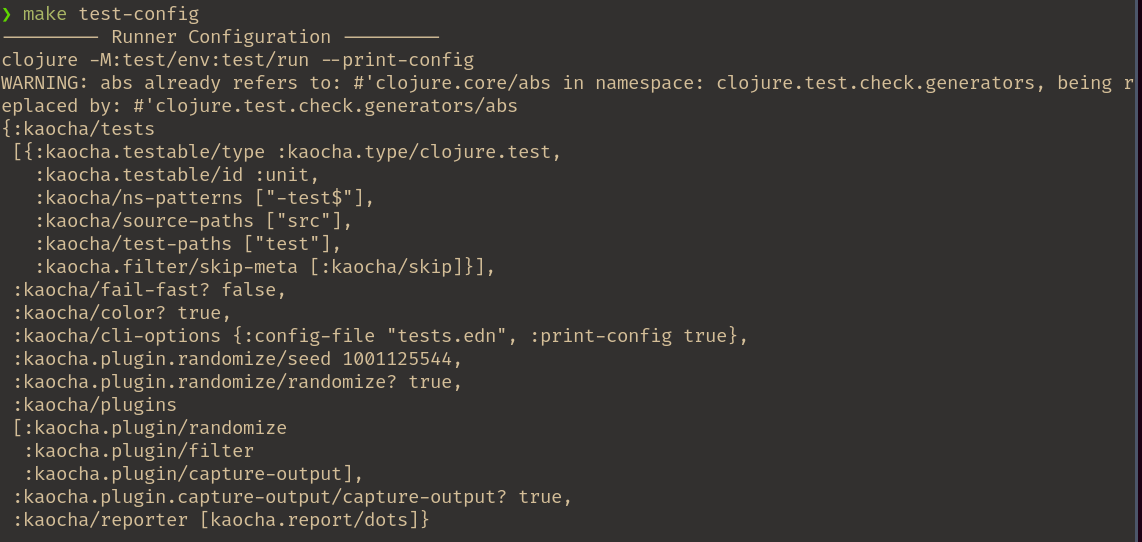 ❯ make test-config
───────── Runner Configuration ─────────
clojure -M:test/env:test/run --print-config
WARNING: abs already refers to: #'clojure.core/abs in namespace: clojure.test.check.generators, being r
eplaced by: #'clojure.test.check.generators/abs
{:kaocha/tests
 [{:kaocha.testable/type :kaocha.type/clojure.test,
   :kaocha.testable/id :unit,
   :kaocha/ns-patterns ["-test$"],
   :kaocha/source-paths ["src"],
   :kaocha/test-paths ["test"],
   :kaocha.filter/skip-meta [:kaocha/skip]}],
 :kaocha/fail-fast? false,
 :kaocha/color? true,
 :kaocha/cli-options {:config-file "tests.edn", :print-config true},
 :kaocha.plugin.randomize/seed 1001125544,
 :kaocha.plugin.randomize/randomize? true,
 :kaocha/plugins
 [:kaocha.plugin/randomize
  :kaocha.plugin/filter
  :kaocha.plugin/capture-output],
 :kaocha.plugin.capture-output/capture-output? true,
 :kaocha/reporter [kaocha.report/dots]}